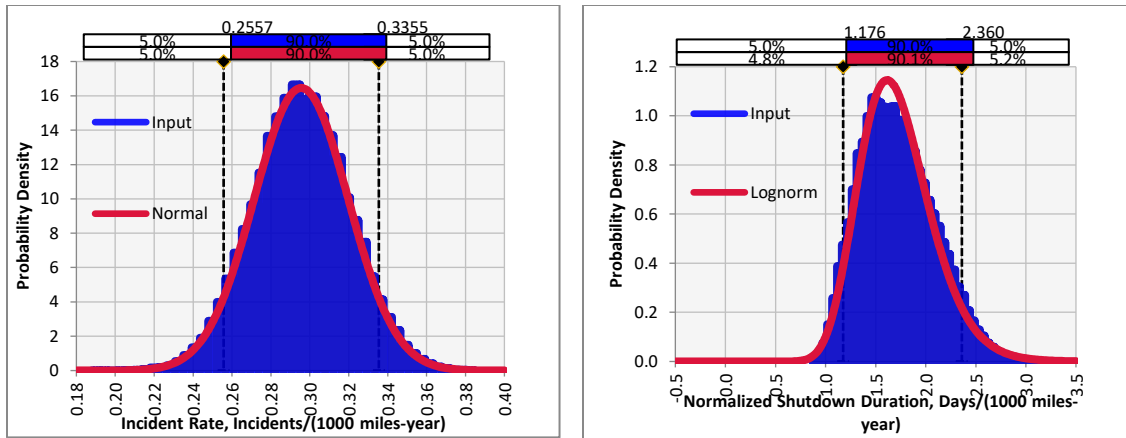 0.2557 0.3355
5.0% 90.0% 5.0%
5.0% 90.0% 5.0%
18
16
14
12
10
8
6
4
2
0
Probability Density
Input
Normal
0.18 0.20 0.22 0.24 0.26 0.28 0.30 0.32 0.34 0.36 0.38 0.40
Incident Rate, Incidents/(1000 miles-year)
1.176 2.360
5.0% 90.0% 5.0%
4.8% 90.1% 5.2%
1.2
1.0
0.8
0.6
0.4
0.2
0.0
Probability Density
Input
Lognorm
-0.5 0.0 0.5 1.0 1.5 2.0 2.5 3.0 3.5
Normalized Shutdown Duration, Days/(1000 miles-
year)